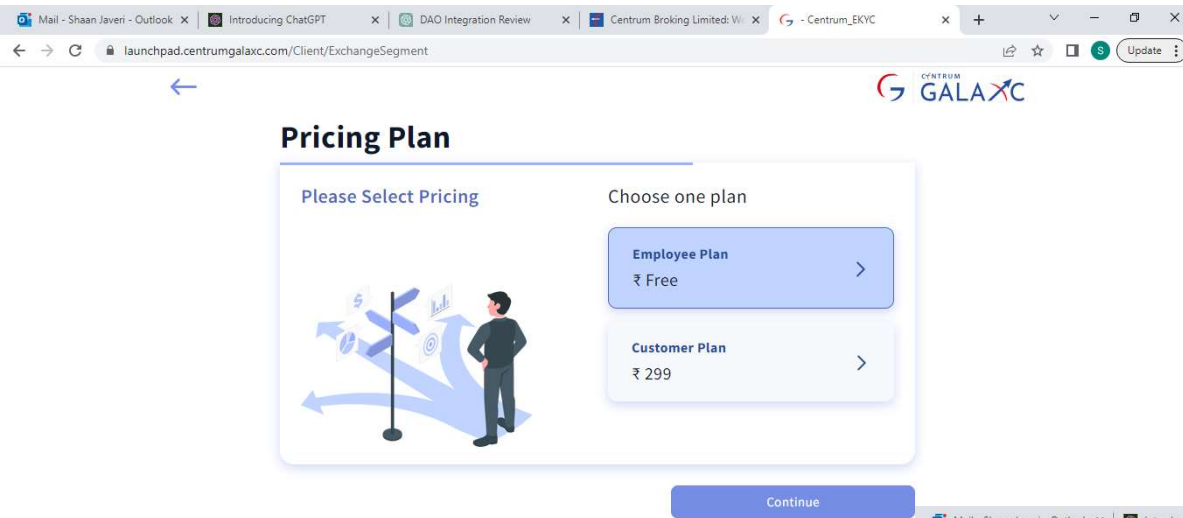 Mail - Shaan Javeri - Outlook
Introducing ChatGPT
DAO Integration Review
Centrum Broking Limited: W
- Centrum_EKYC
launchpad.centrumgalaxc.com/Client/ExchangeSegment
S
Update
CENTRUM
GALAXC
Pricing Plan
Please Select Pricing
Choose one plan
Employee Plan
₹ Free
$
Customer Plan
₹ 299
Continue